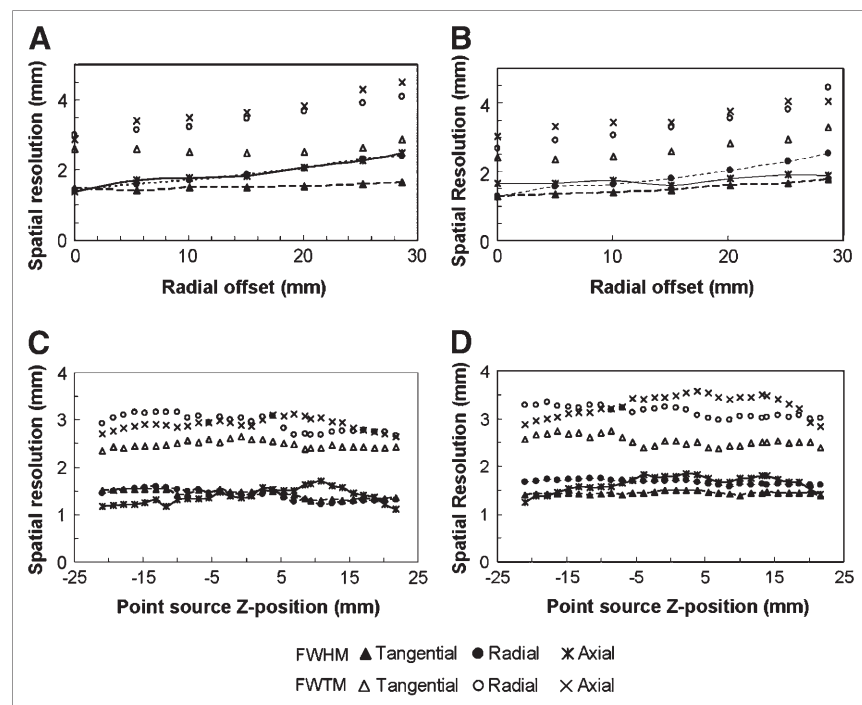 A
Spatial resolution (mm)
4
2
0
0
10
20
30
Radial offset (mm)
B
Spatial Resolution (mm)
4
2
0
0
10
20
30
Radial offset (mm)
C
Spatial resolution (mm)
4
3
2
1
0
-25
-15
-5
5
15
25
Point source Z-position (mm)
D
Spatial Resolution (mm)
4
3
2
1
0
-25
-15
-5
5
15
25
Point source Z-position (mm)
FWHM Tangential Radial Axial
FWTM Tangential Radial Axial